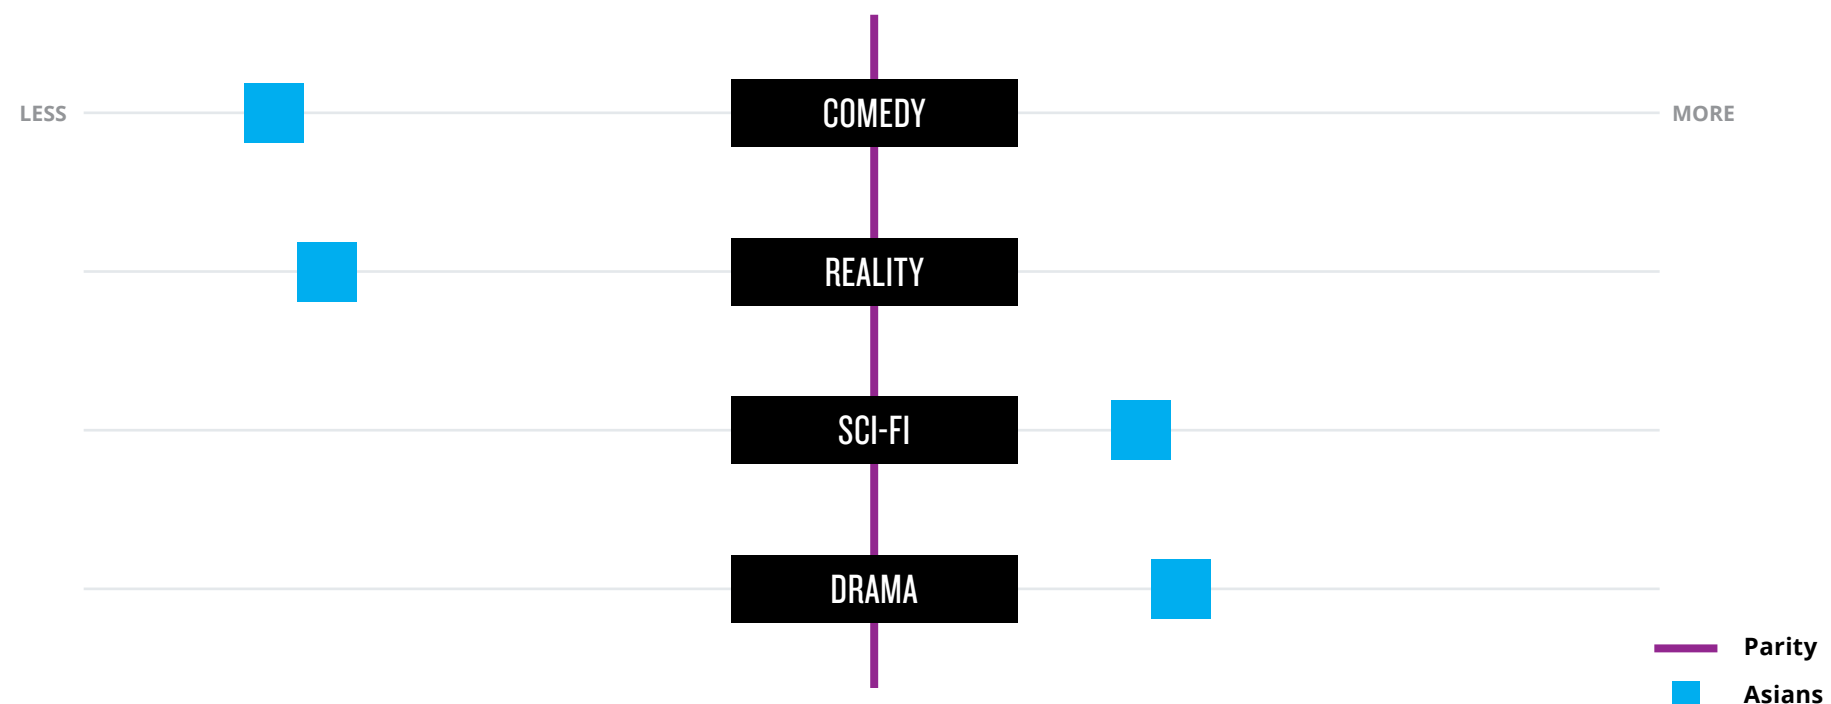 LESS
COMEDY
MORE
REALITY
SCI-FI
DRAMA
Parity
Asians